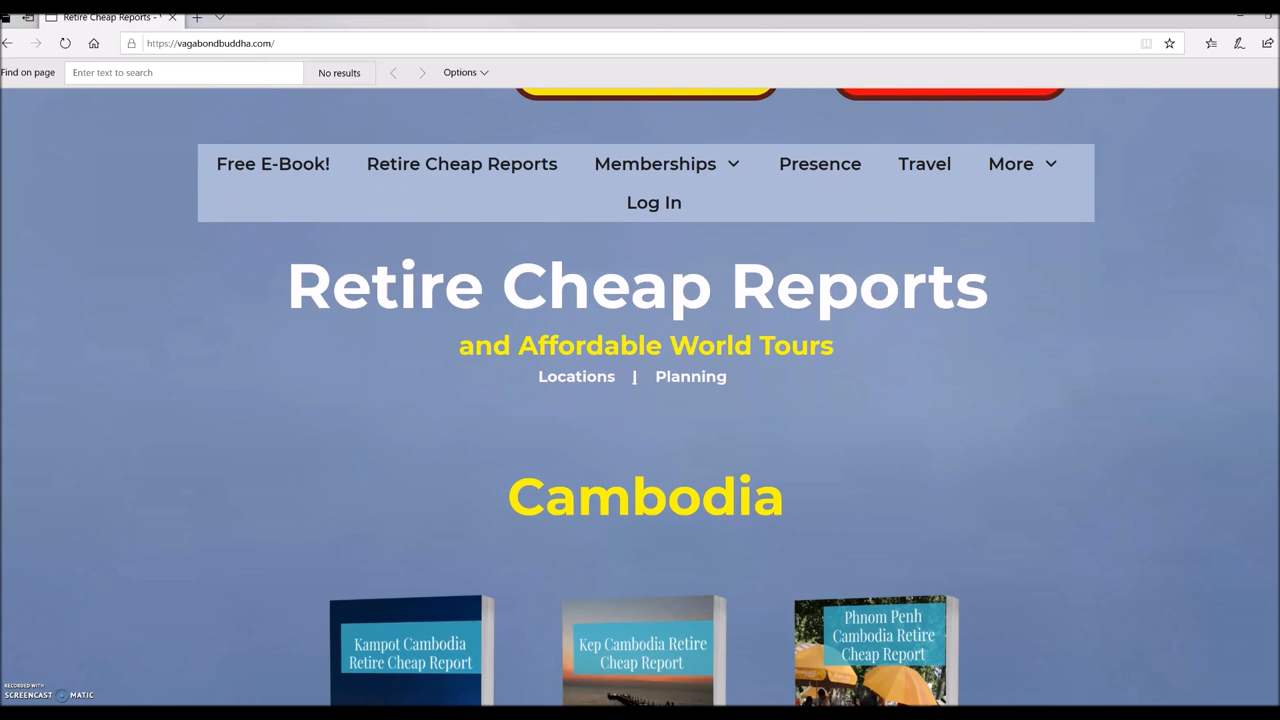 Retire Cheap Reports -
https://vagabondbuddha.com/
Find on page
Enter text to search
No results
Options
Free E-Book!
Retire Cheap Reports
Memberships
Presence
Travel
More
Log In
Retire Cheap Reports
and Affordable World Tours
Locations | Planning
Cambodia
Kampot Cambodia
Retire Cheap Report
Kep Cambodia Retire
Cheap Report
Phnom Penh
Cambodia Retire
Cheap Report
RECORDED WITH
SCREENCAST MATIC